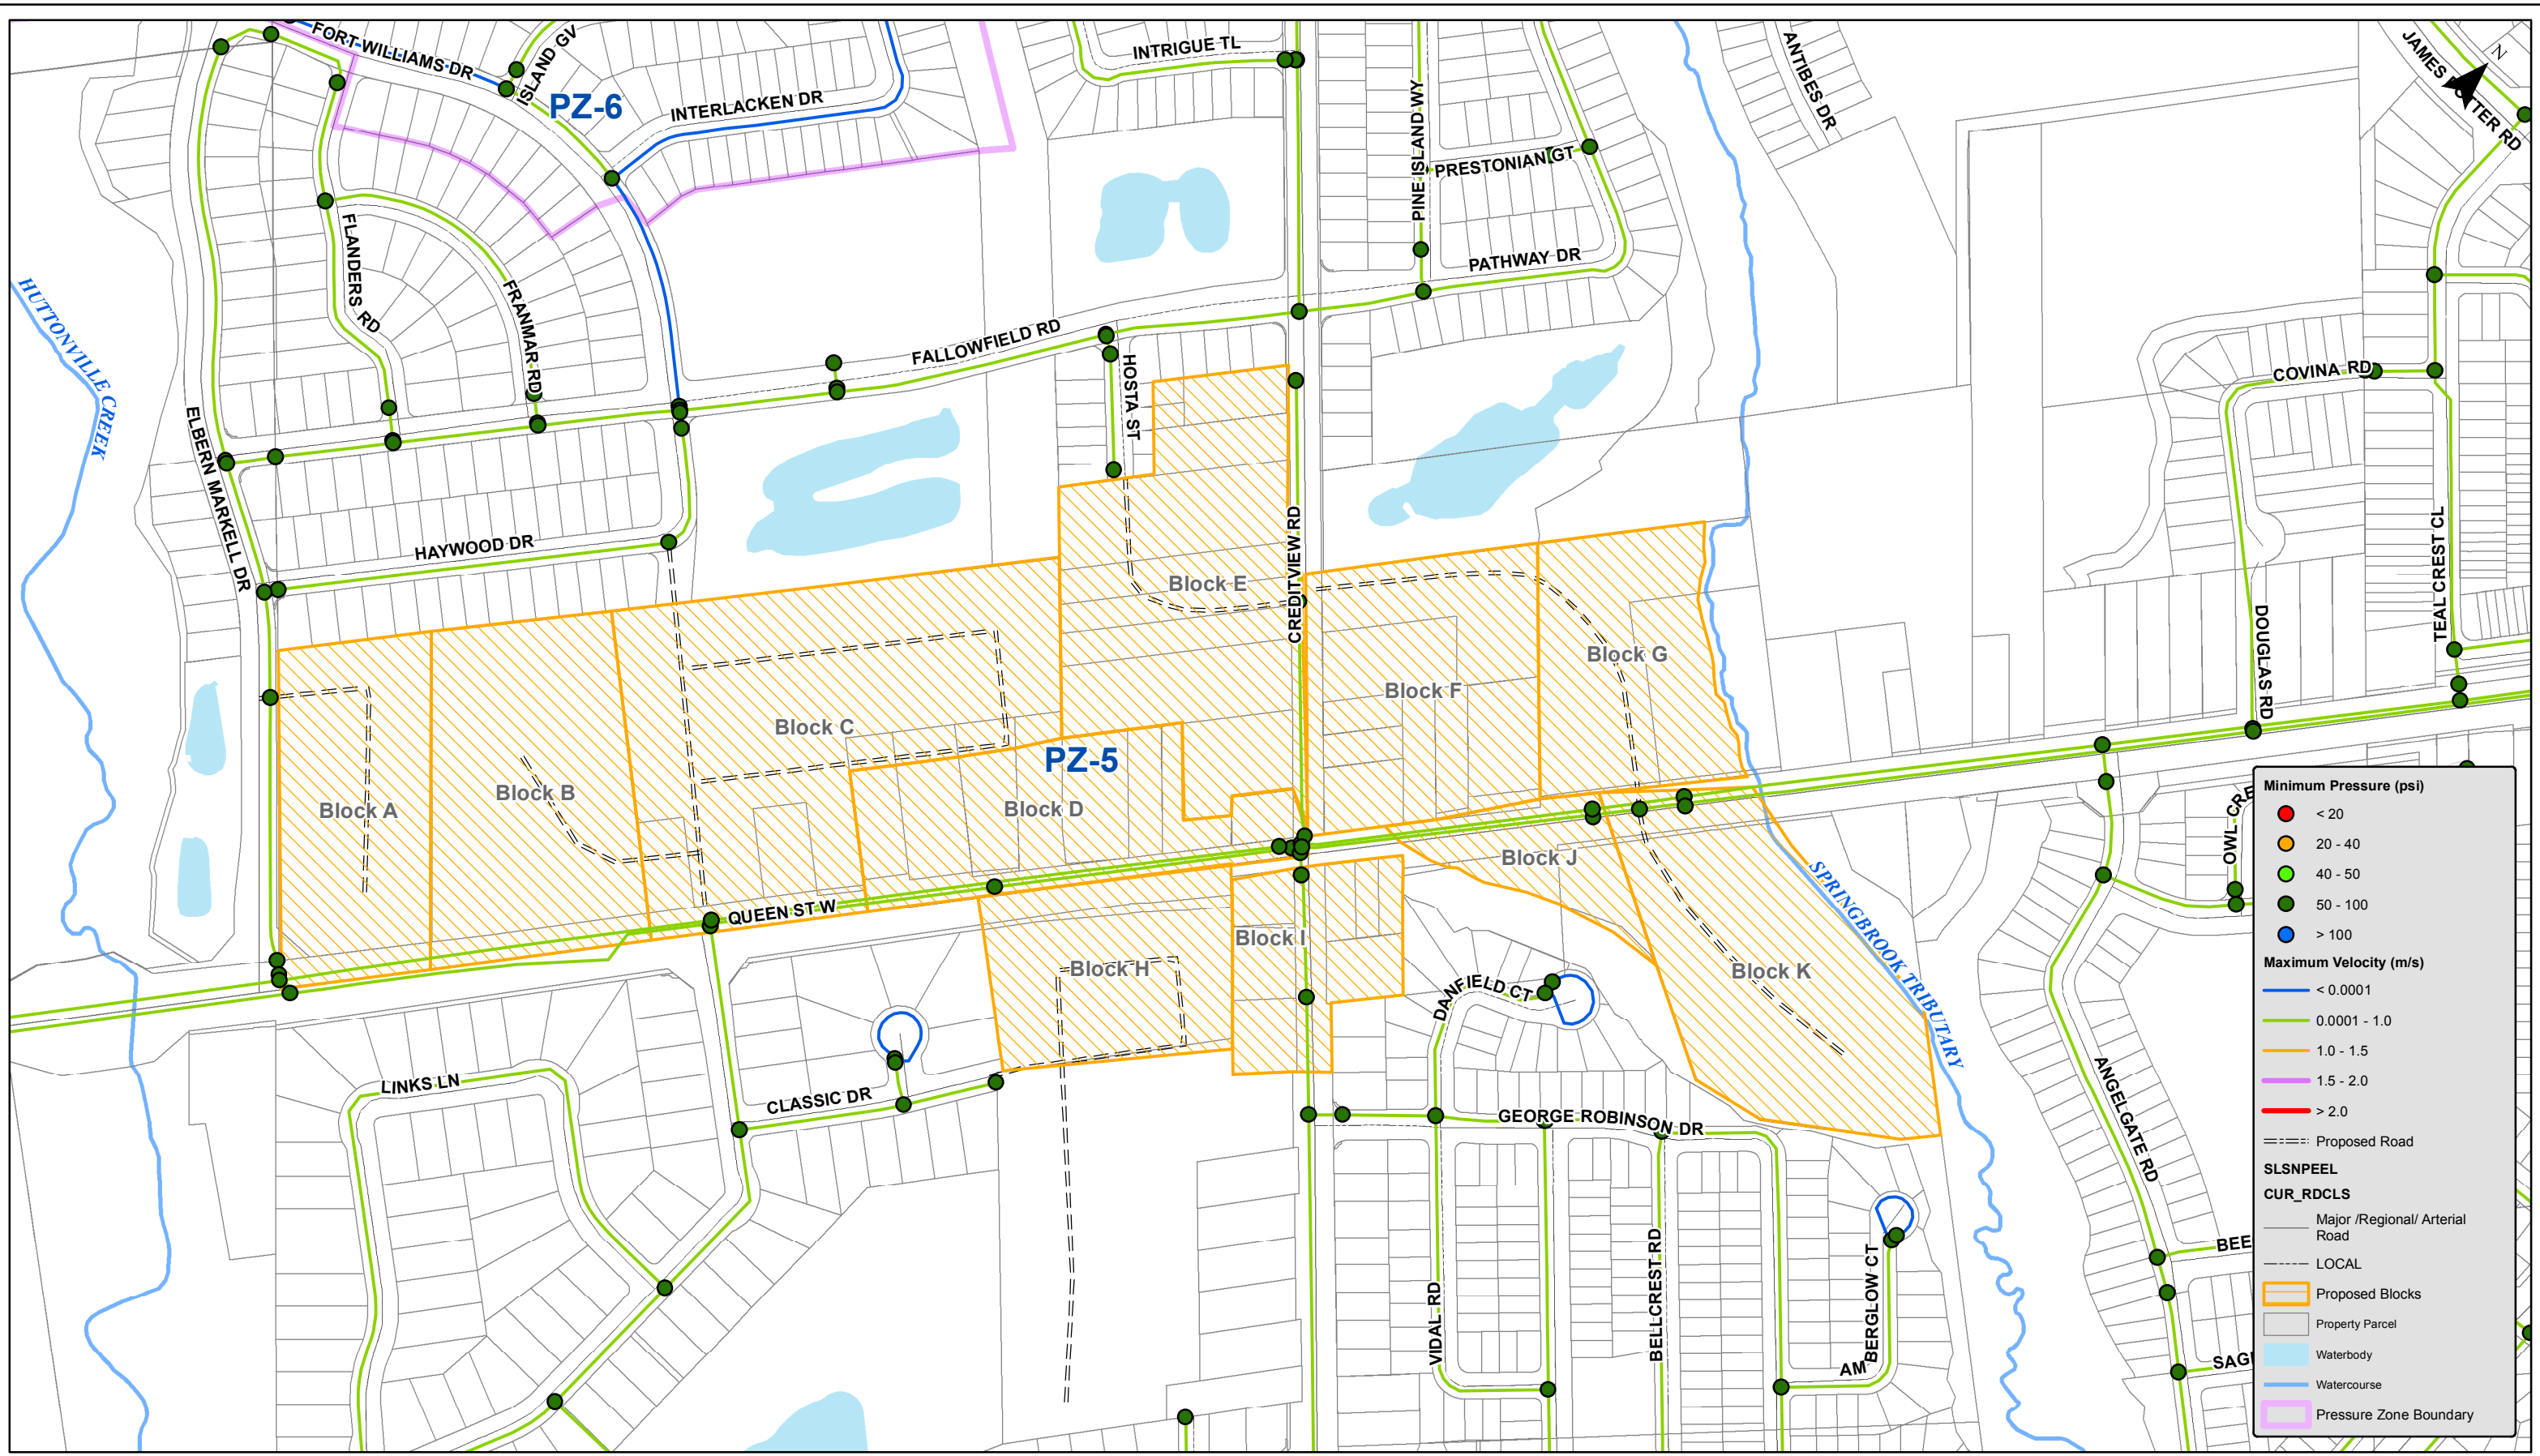 FORT WILLIAMS DR
ISLAND GV
PZ-6
INTERLACKEN DR
INTRIGUE TL
PINE ISLAND WY
PRESTONIAN GT
PATHWAY DR
ANTIBES DR
JAMES POTTER RD
N
HUTTONVILLE CREEK
FLANDERS RD
FRANMAR RD
FALLOWFIELD RD
HOSTA ST
ELBERN MARKELL DR
HAYWOOD DR
CREDITVIEW RD
COVINA RD
DOUGLAS RD
TEAL CREST CL
Block E
Block G
Block F
Block C
PZ-5
Block B
Block A
Block D
Block J
QUEEN ST W
Block I
Block H
Block K
SPRINGBROOK TRIBUTARY
OWL CRE
DANFIELD CT
LINKS LN
CLASSIC DR
GEORGE ROBINSON DR
ANGELGATE RD
VIDAL RD
BELLCREST RD
BERGLOW CT
AM
BEE
SAG
Minimum Pressure (psi)
< 20
20 - 40
40 - 50
50 - 100
> 100
Maximum Velocity (m/s)
< 0.0001
0.0001 - 1.0
1.0 - 1.5
1.5 - 2.0
> 2.0
Proposed Road
SLSNPEEL
CUR_RDCLS
Major /Regional/ Arterial
Road
LOCAL
Proposed Blocks
Property Parcel
Waterbody
Watercourse
Pressure Zone Boundary